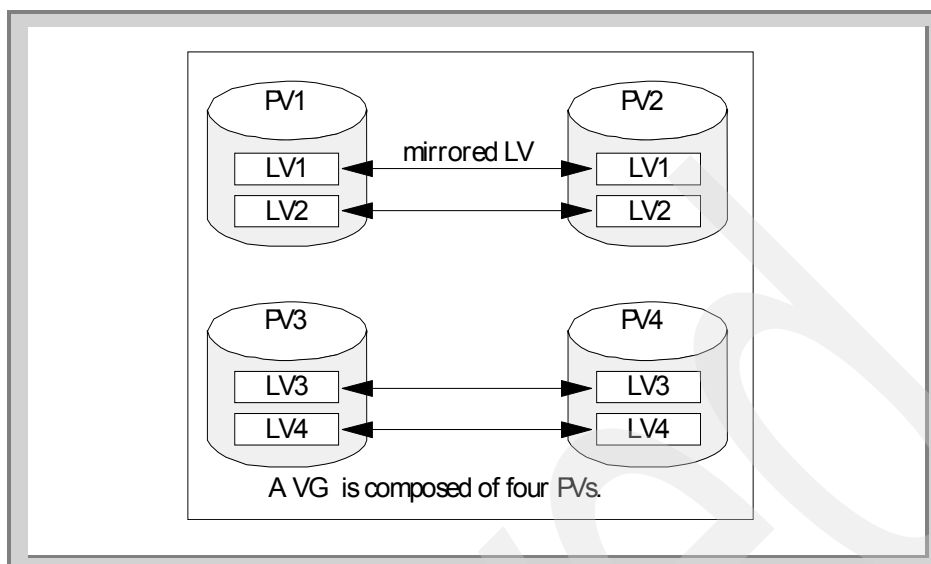 PV1 PV2
mirrored LV
LV1 LV1
LV2 LV2
PV3 PV4
LV3 LV3
LV4 LV4
A VG is composed of four PVs.